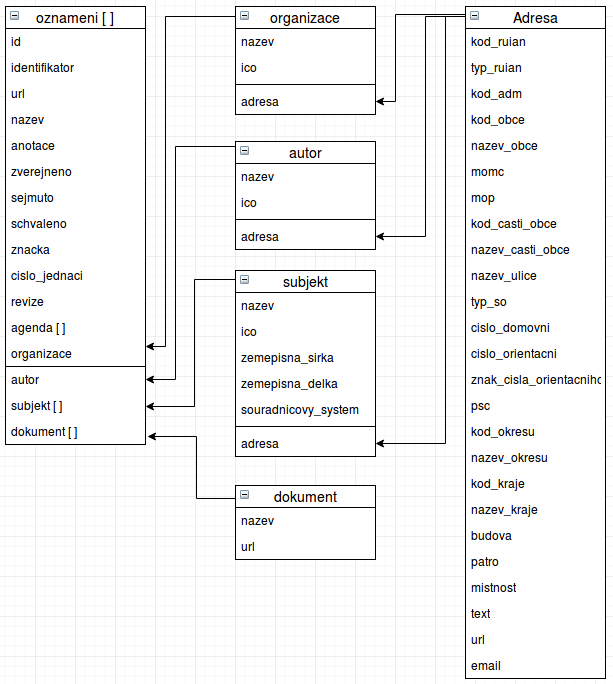 oznameni [ ]
id
identifikator
url
nazev
anotace
zverejneno
sejmuto
schvaleno
znacka
cislo_jednaci
revize
agenda [ ]
organizace
autor
subjekt [ ]
dokument [ ]
organizace
nazev
ico
adresa
autor
nazev
ico
adresa
subjekt
nazev
ico
zemepisna_sirka
zemepisna_delka
souradnicovy_system
adresa
dokument
nazev
url
Adresa
kod_ruian
typ_ruian
kod_adm
kod_obce
nazev_obce
momc
mop
kod_casti_obce
nazev_casti_obce
nazev_ulice
typ_so
cislo_domovni
cislo_orientacni
znak_cisla_orientacnihc
psc
kod_okresu
nazev_okresu
kod_kraje
nazev_kraje
budova
patro
mistnost
text
url
email